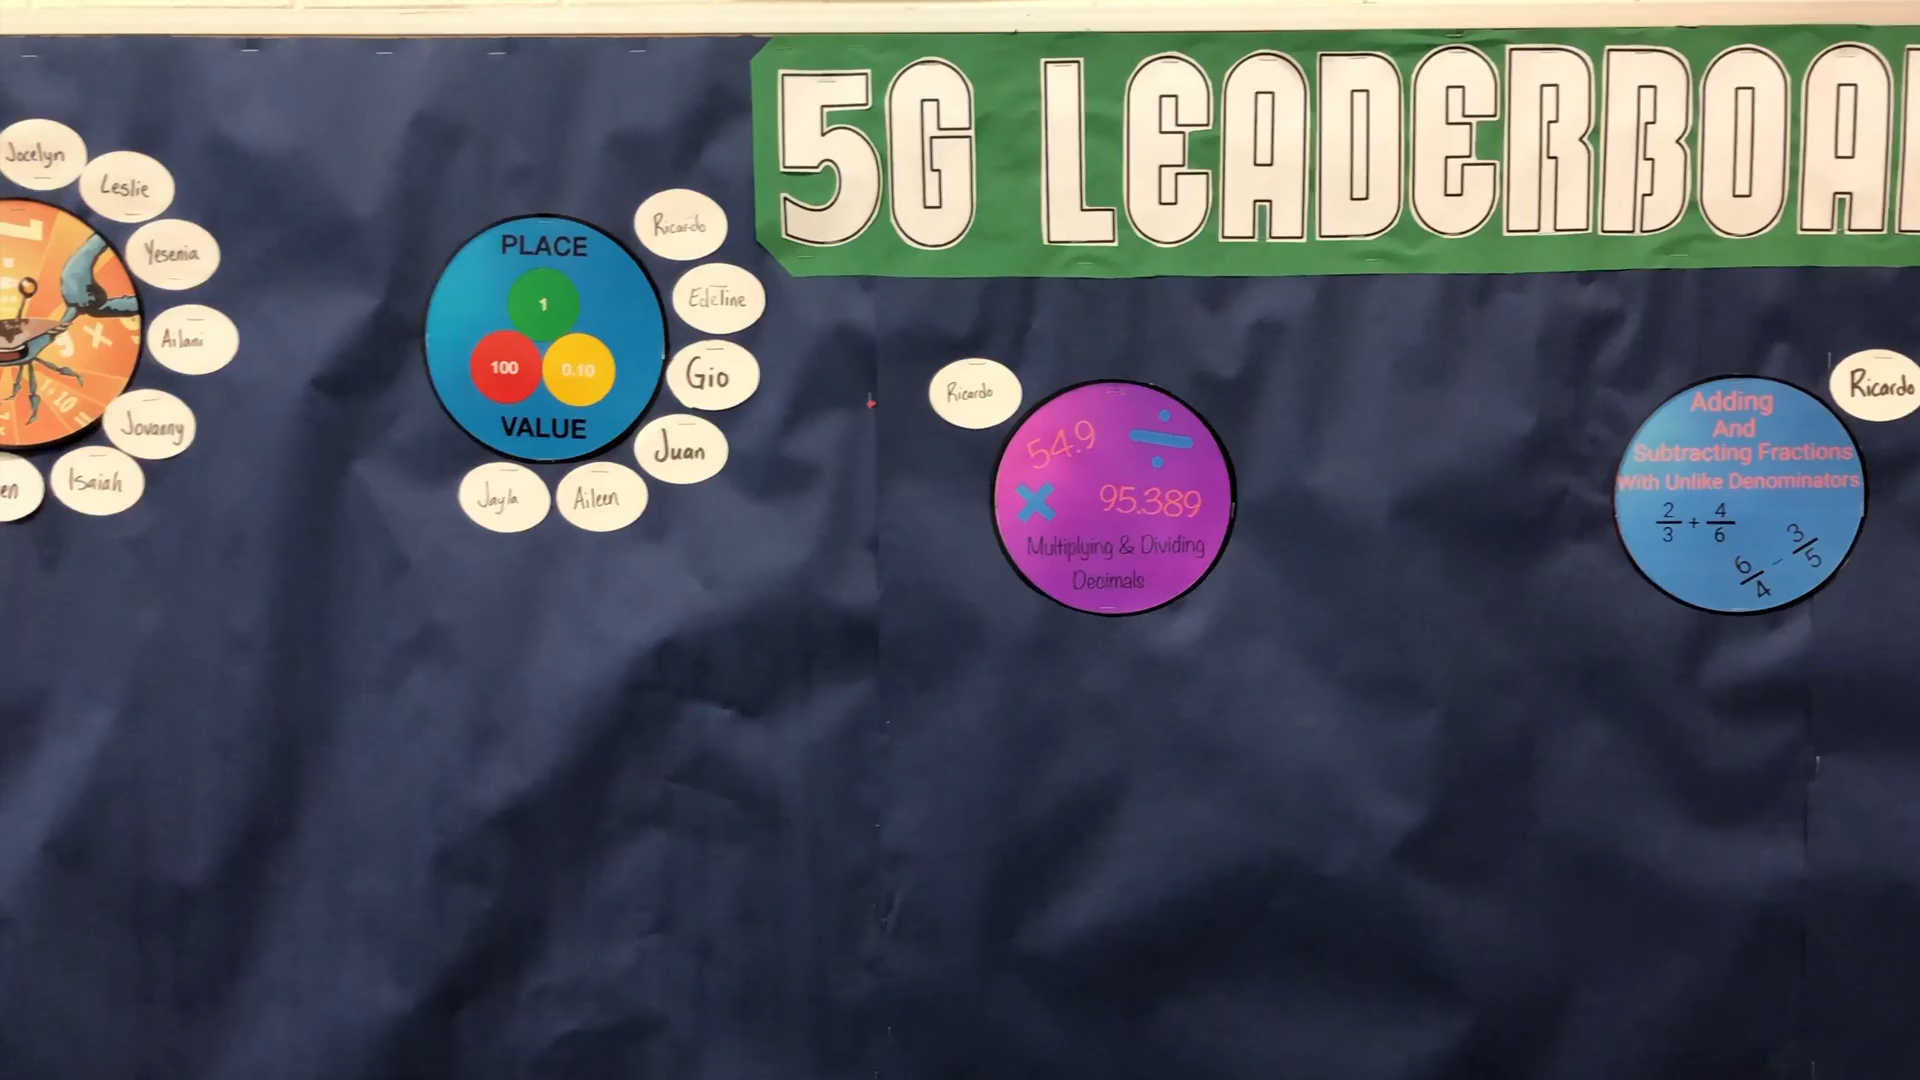 5G LEADERBOA
Jocelyn
Leslie
Yesenia
Ailani
Jovanny
Isaiah
en
PLACE
1
100
0.10
VALUE
Ricardo
Edeline
Gio
Juan
Aileen
Jayla
Ricardo
54.9
95.389
Multiplying & Dividing
Decimals
Ricardo
Adding
And
Subtracting Fractions
With Unlike Denominators
2/3 + 4/6
6/4 - 3/5